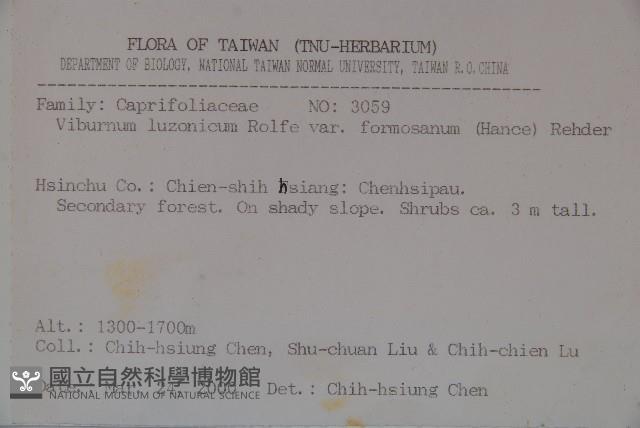 FLORA OF TAIWAN (TNU-HERBARIUM)
DEPARTMENT OF BIOLOGY, NATIONAL TAIWAN NORMAL UNIVERSITY, TAIWAN R.O.CHINA
Family: Caprifoliaceae NO: 3059
Viburnum luzonicum Rolfe var. formosanum (Hance) Rehder
Hsinchu Co.: Chien-shih hsiang: Chenhsipau.
Secondary forest. On shady slope. Shrubs ca. 3 m tall.
Alt.: 1300-1700m
Coll.: Chih-hsiung Chen, Shu-chuan Liu & Chih-chien Lu
Date: 24, 2000 Det.: Chih-hsiung Chen
國立自然科學博物館
NATIONAL MUSEUM OF NATURAL SCIENCE